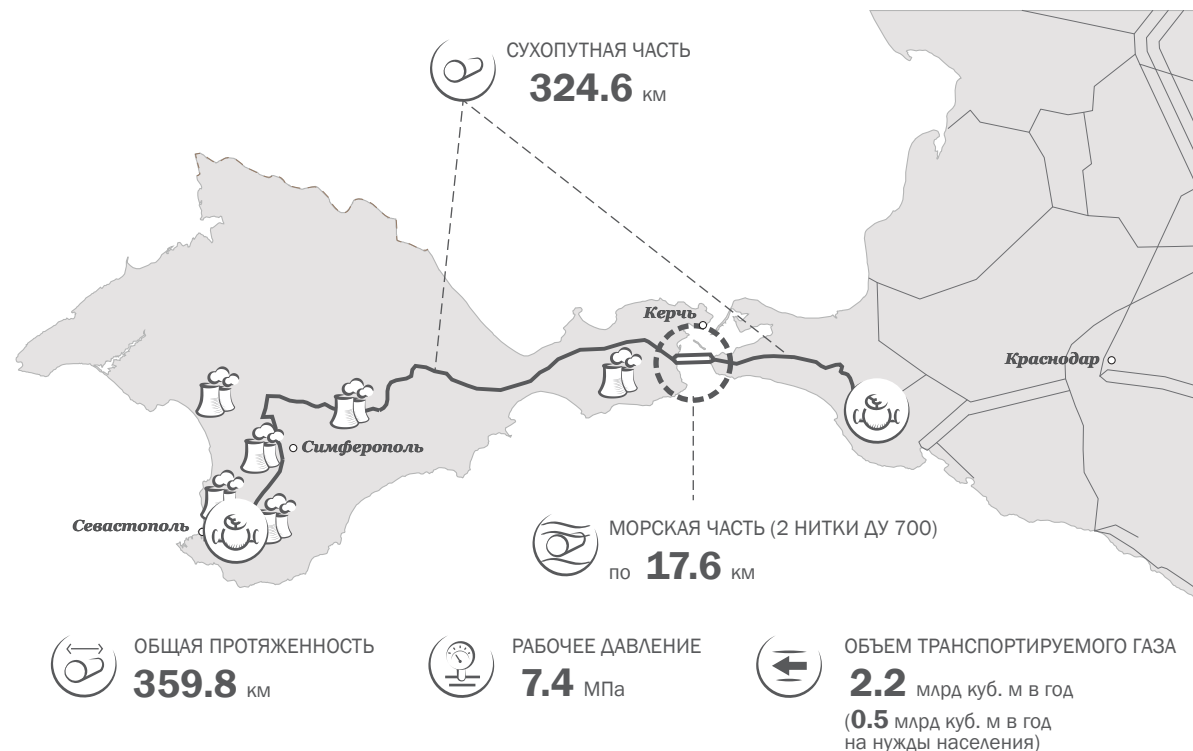 СУХОПУТНАЯ ЧАСТЬ
324.6 км
Керчь
Краснодар
Симферополь
Севастополь
МОРСКАЯ ЧАСТЬ (2 НИТКИ ДУ 700)
по 17.6 км
ОБЩАЯ ПРОТЯЖЕННОСТЬ
359.8 км
РАБОЧЕЕ ДАВЛЕНИЕ
7.4 МПа
ОБЪЕМ ТРАНСПОРТИРУЕМОГО ГАЗА
2.2 млрд куб. м в год
(0.5 млрд куб. м в год
на нужды населения)